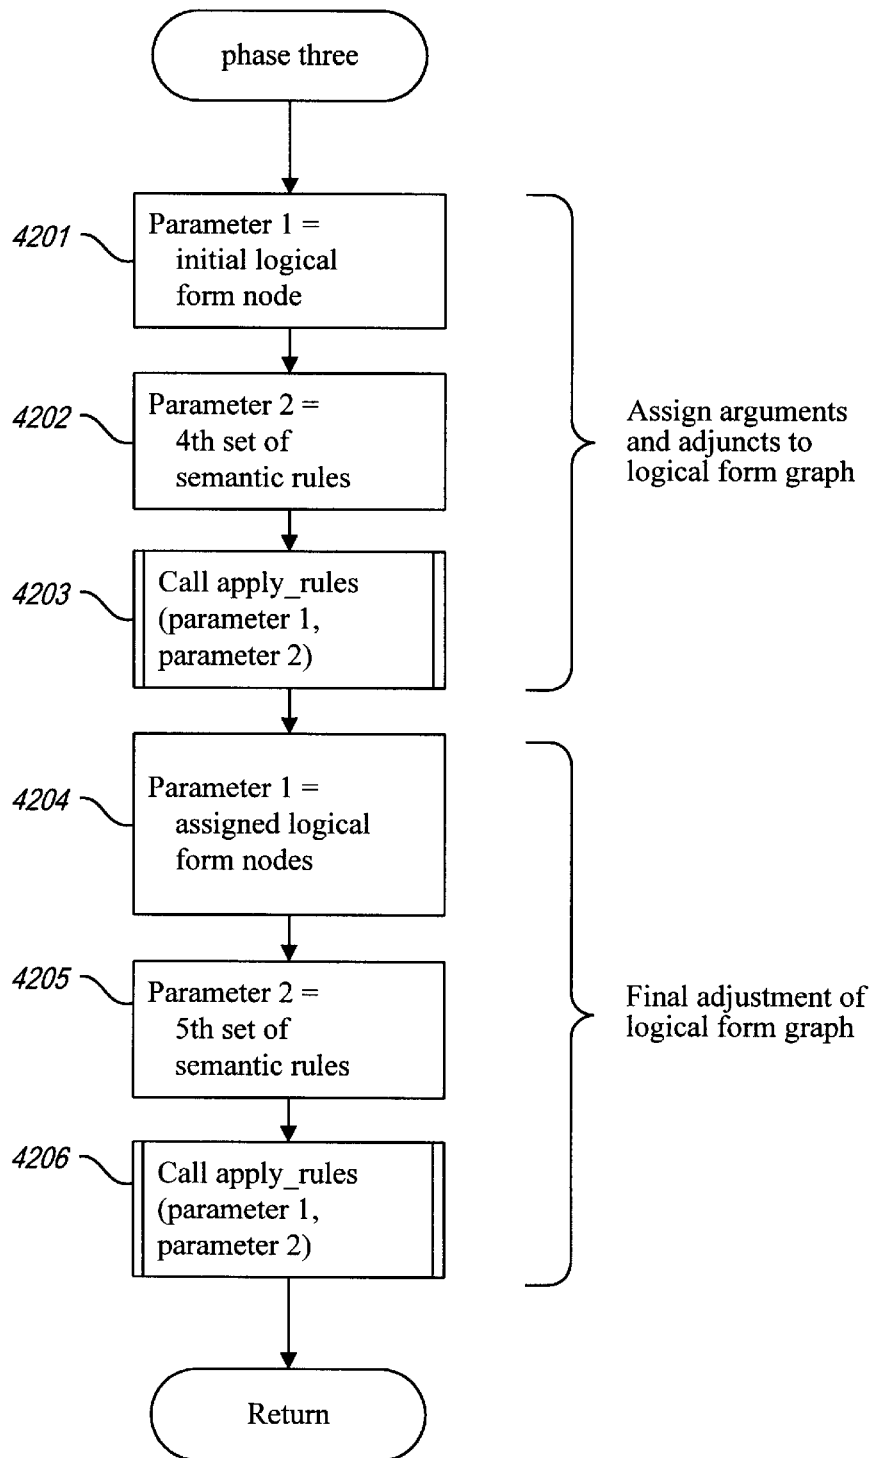 phase three
4201
Parameter 1 =
initial logical
form node
4202
Parameter 2 =
4th set of
semantic rules
Assign arguments
and adjuncts to
logical form graph
4203
Call apply_rules
(parameter 1,
parameter 2)
4204
Parameter 1 =
assigned logical
form nodes
4205
Parameter 2 =
5th set of
semantic rules
Final adjustment of
logical form graph
4206
Call apply_rules
(parameter 1,
parameter 2)
Return